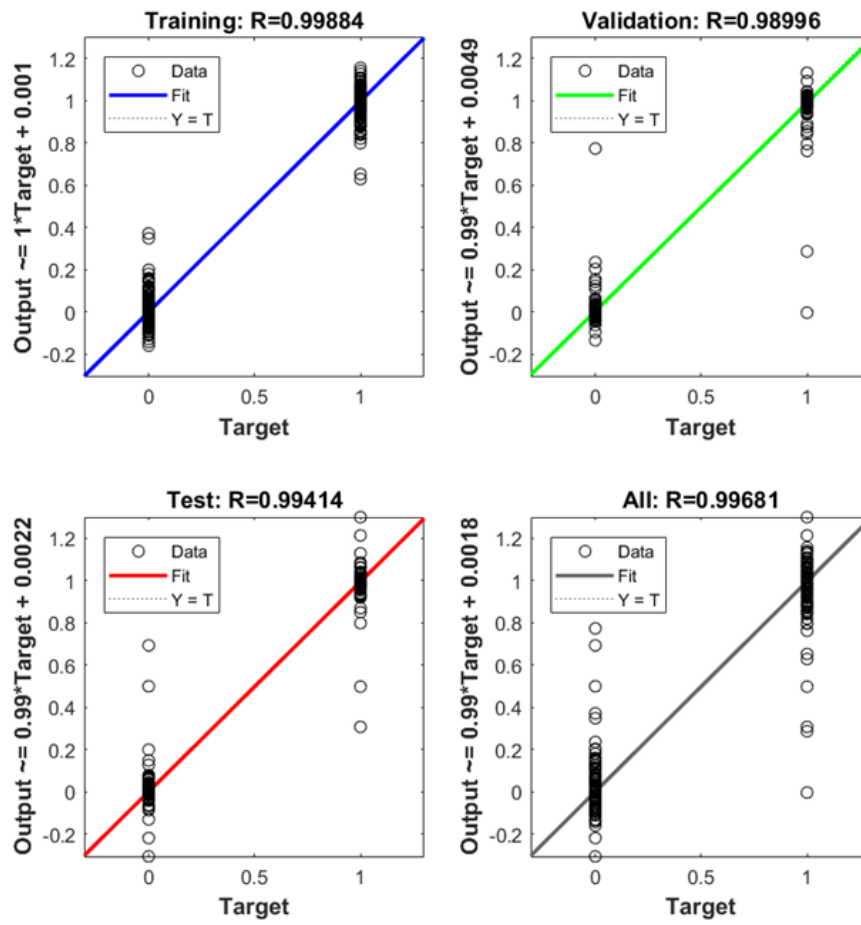 Training: R=0.99884
Output ~= 1*Target + 0.001
1.2
1
0.8
0.6
0.4
0.2
0
-0.2
Data
Fit
Y = T
0
0.5
1
Target
Validation: R=0.98996
Output ~= 0.99*Target + 0.0049
1.2
1
0.8
0.6
0.4
0.2
0
-0.2
Data
Fit
Y = T
0
0.5
1
Target
Test: R=0.99414
Output ~= 0.99*Target + 0.0022
1.2
1
0.8
0.6
0.4
0.2
0
-0.2
Data
Fit
Y = T
0
0.5
1
Target
All: R=0.99681
Output ~= 0.99*Target + 0.0018
1.2
1
0.8
0.6
0.4
0.2
0
-0.2
Data
Fit
Y = T
0
0.5
1
Target